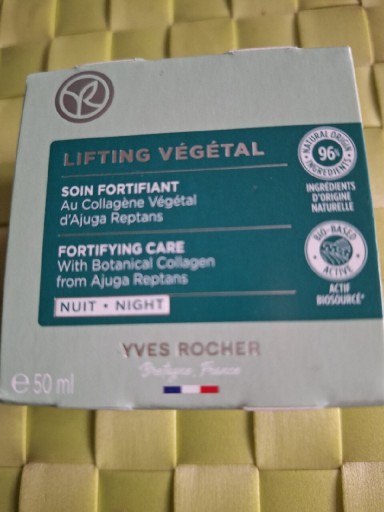 LIFTING VÉGÉTAL
SOIN FORTIFIANT
Au Collagène Végétal
d'Ajuga Reptans
FORTIFYING CARE
With Botanical Collagen
from Ajuga Reptans
NUIT • NIGHT
NATURAL ORIGIN
96%
INGREDIENTS
INGRÉDIENTS
D'ORIGINE
NATURELLE
BIO-BASED
ACTIVE
ACTIF
BIOSOURCÉ*
YVES ROCHER
Bretagne, France
e 50 ml